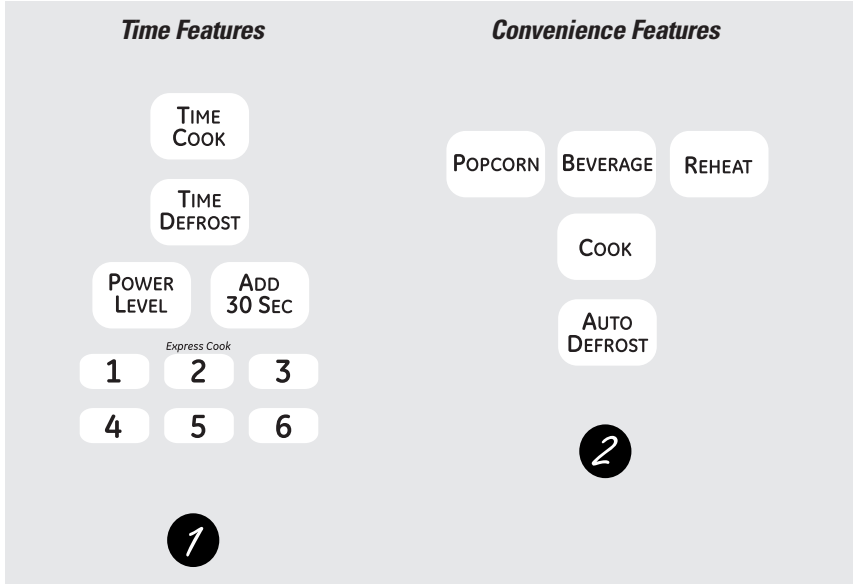 Time Features
TIME
COOK
TIME
DEFROST
POWER
LEVEL
ADD
30 SEC
Express Cook
1 2 3
4 5 6
1
Convenience Features
POPCORN
BEVERAGE
REHEAT
COOK
AUTO
DEFROST
2